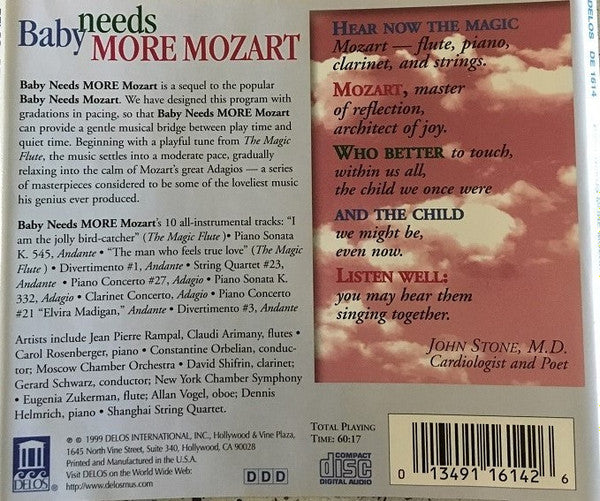 Baby needs
MORE MOZART
Baby Needs MORE Mozart is a sequel to the popular
Baby Needs Mozart. We have designed this program with
gradations in pacing, so that Baby Needs MORE Mozart
can provide a gentle musical bridge between play time and
quiet time. Beginning with a playful tune from The Magic
Flute, the music settles into a moderate pace, gradually
relaxing into the calm of Mozart's great Adagios — a series
of masterpieces considered to be some of the loveliest music
his genius ever produced.
Baby Needs MORE Mozart's 10 all-instrumental tracks: "I
am the jolly bird-catcher" (The Magic Flute ) • Piano Sonata
K. 545, Andante • "The man who feels true love" (The Magic
Flute ) • Divertimento #1, Andante • String Quartet #23,
Andante • Piano Concerto #27, Adagio • Piano Sonata K.
332, Adagio • Clarinet Concerto, Adagio • Piano Concerto
#21 "Elvira Madigan," Andante • Divertimento #3, Andante
Artists include Jean Pierre Rampal, Claudi Arimany, flutes •
Carol Rosenberger, piano • Constantine Orbelian, conduc-
tor; Moscow Chamber Orchestra • David Shifrin, clarinet;
Gerard Schwarz, conductor; New York Chamber Symphony
• Eugenia Zukerman, flute; Allan Vogel, oboe; Dennis
Helmrich, piano • Shanghai String Quartet.
DELOS
℗ © 1999 DELOS INTERNATIONAL, INC., Hollywood & Vine Plaza,
1645 North Vine Street, Suite 340, Hollywood, CA 90028
Printed and Manufactured in the U.S.A.
Visit DELOS on the World Wide Web:
http://www.delosmus.com
DDD
HEAR NOW THE MAGIC
Mozart — flute, piano,
clarinet, and strings.
MOZART, master
of reflection,
architect of joy.
WHO BETTER to touch,
within us all,
the child we once were
AND THE CHILD
we might be,
even now.
LISTEN WELL:
you may hear them
singing together.
JOHN STONE, M.D.
Cardiologist and Poet
TOTAL PLAYING
TIME: 60:17
COMPACT
disc
DIGITAL AUDIO
0 13491 16142 6
DELOS DE 1614